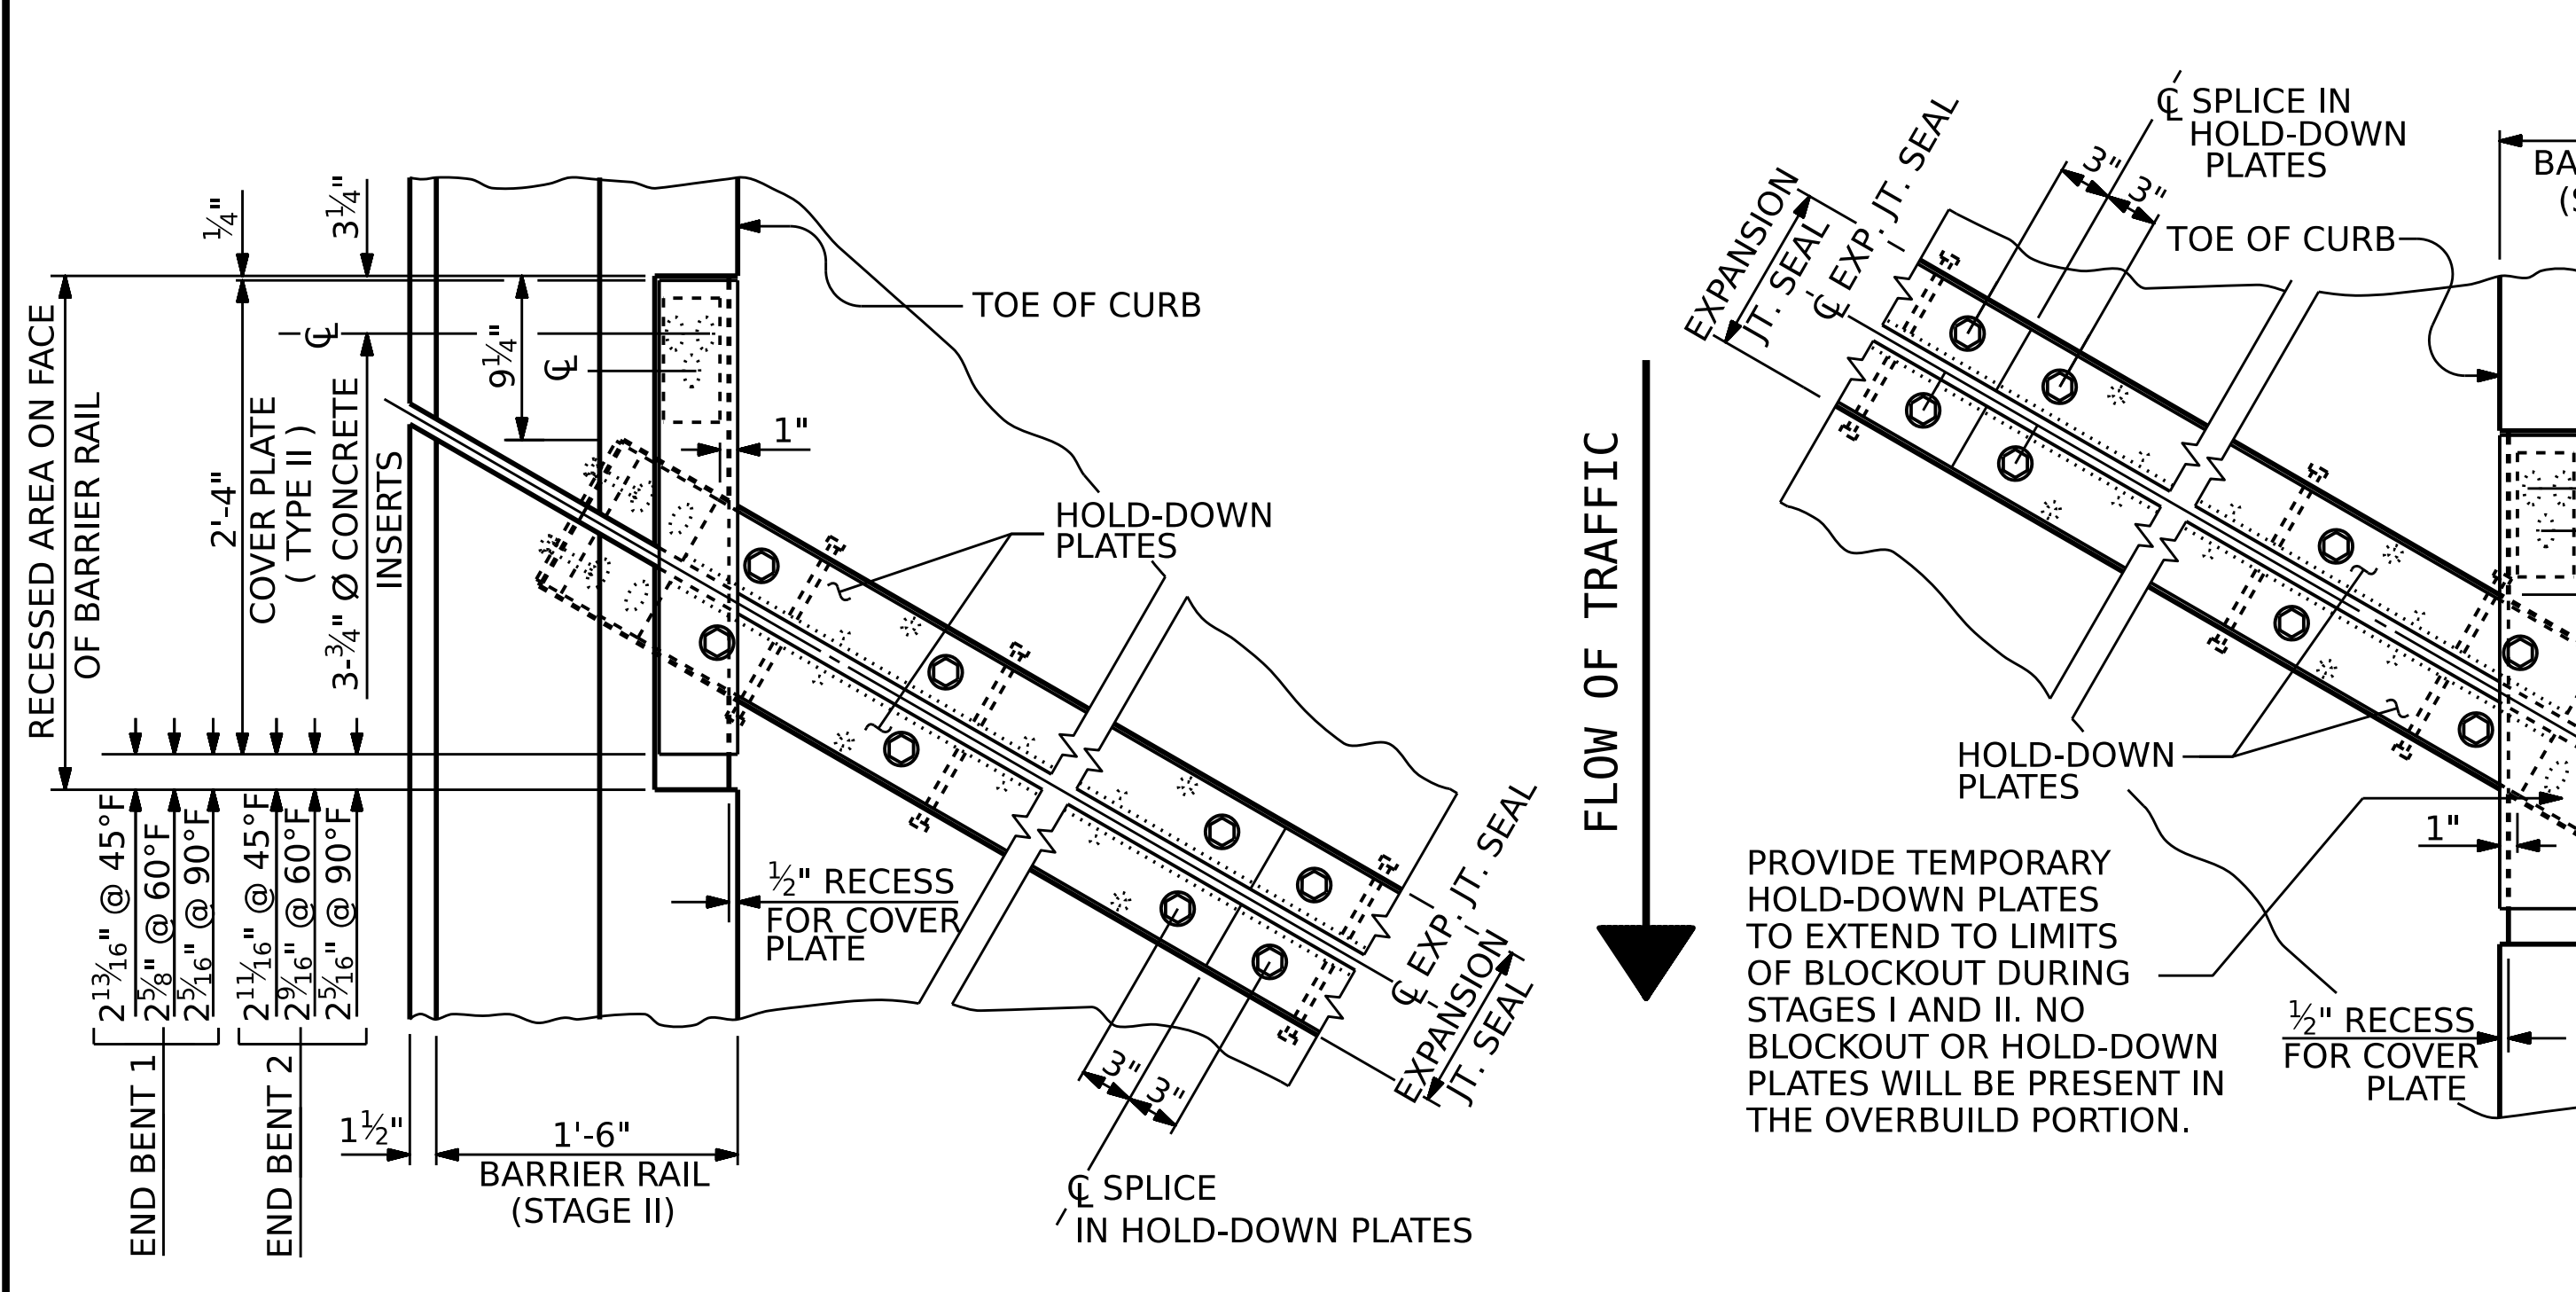 RECESSED AREA ON FACE
OF BARRIER RAIL
¼"
3¼"
2'-4"
COVER PLATE
( TYPE II )
3-¾" Ø CONCRETE
INSERTS
℄
9¼"
℄
1"
TOE OF CURB
HOLD-DOWN
PLATES
2 13⁄16" @ 45°F
2 5⁄8" @ 60°F
2 5⁄16" @ 90°F
END BENT 1
2 11⁄16" @ 45°F
2 9⁄16" @ 60°F
2 5⁄16" @ 90°F
END BENT 2
1½"
1'-6"
BARRIER RAIL
(STAGE II)
½" RECESS
FOR COVER
PLATE
3"
3"
℄ SPLICE
IN HOLD-DOWN PLATES
℄ EXP. JT. SEAL
EXPANSION
JT. SEAL
FLOW OF TRAFFIC
EXPANSION
JT. SEAL
℄ EXP. JT. SEAL
℄ SPLICE IN
HOLD-DOWN
PLATES
3"
3"
TOE OF CURB
HOLD-DOWN
PLATES
PROVIDE TEMPORARY
HOLD-DOWN PLATES
TO EXTEND TO LIMITS
OF BLOCKOUT DURING
STAGES I AND II. NO
BLOCKOUT OR HOLD-DOWN
PLATES WILL BE PRESENT IN
THE OVERBUILD PORTION.
1"
½" RECESS
FOR COVER
PLATE